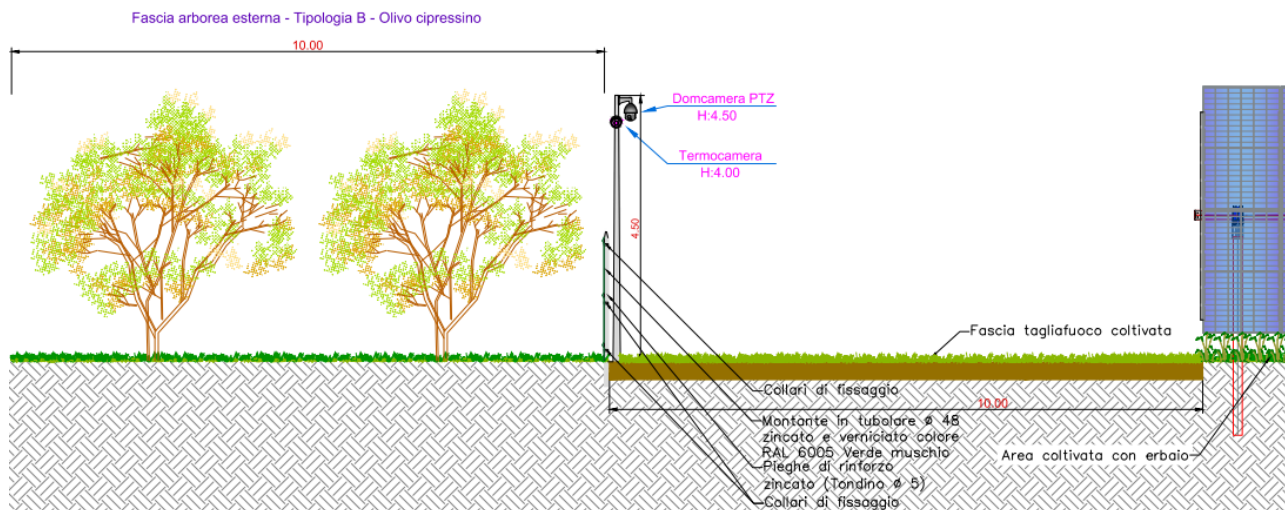 Fascia arborea esterna - Tipologia B - Olivo cipressino
10.00
Domcamera PTZ
H:4.50
Termocamera
H:4.00
4.50
Fascia tagliafuoco coltivata
Collari di fissaggio
10.00
Montante in tubolare ø 48
zincato e verniciato colore
RAL 6005 Verde muschio
Pieghe di rinforzo
zincato (Tondino ø 5)
Collari di fissaggio
Area coltivata con erbaio